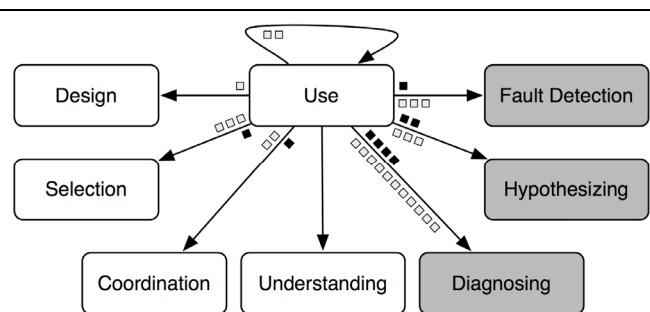 Design
Use
Fault Detection
Selection
Hypothesizing
Coordination
Understanding
Diagnosing